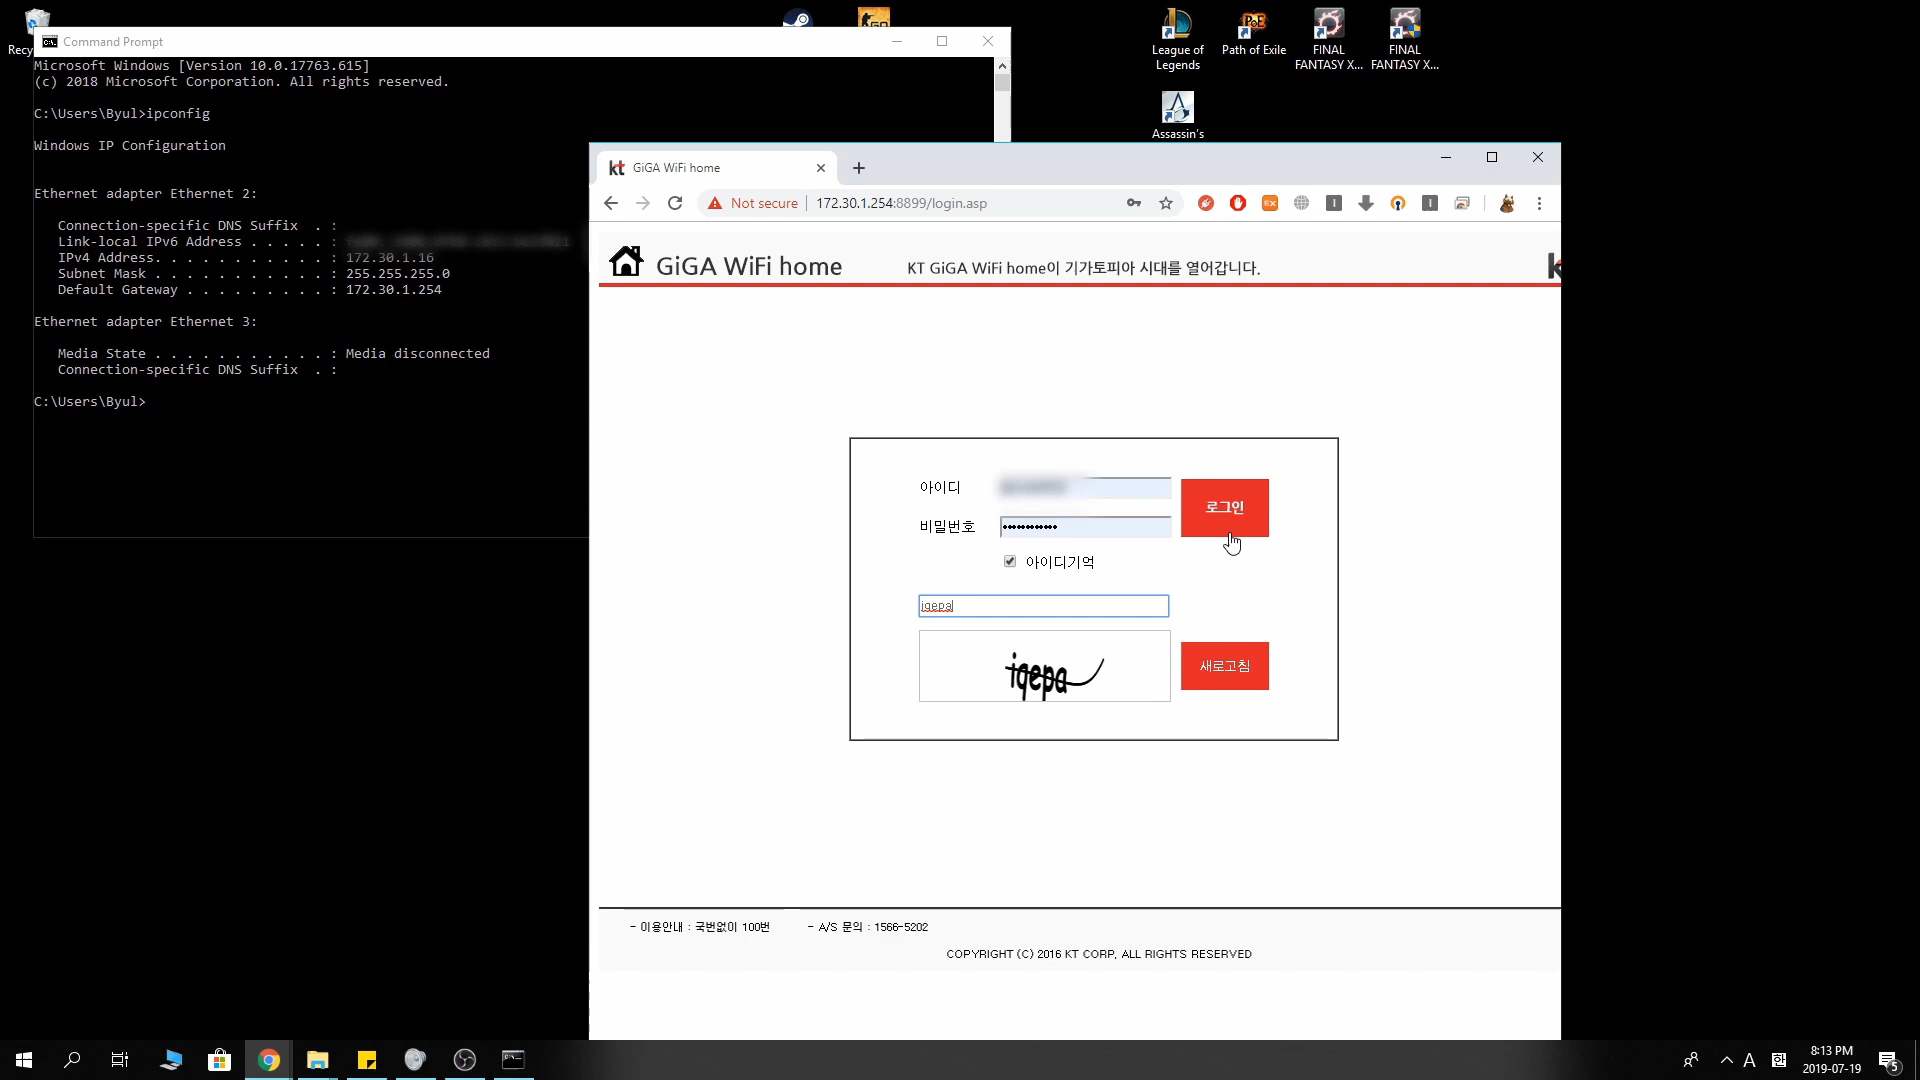 Recy
League of
Legends
Path of Exile
FINAL
FANTASY X...
FINAL
FANTASY X...
Assassin's
Command Prompt
Microsoft Windows [Version 10.0.17763.615]
(c) 2018 Microsoft Corporation. All rights reserved.
C:\Users\Byul>ipconfig
Windows IP Configuration
Ethernet adapter Ethernet 2:
Connection-specific DNS Suffix  . :
Link-local IPv6 Address . . . . . :
IPv4 Address. . . . . . . . . . . : 172.30.1.16
Subnet Mask . . . . . . . . . . . : 255.255.255.0
Default Gateway . . . . . . . . . : 172.30.1.254
Ethernet adapter Ethernet 3:
Media State . . . . . . . . . . . : Media disconnected
Connection-specific DNS Suffix  . :
C:\Users\Byul>
kt GiGA WiFi home
Not secure 172.30.1.254:8899/login.asp
GiGA WiFi home KT GiGA WiFi home이 기가토피아 시대를 열어갑니다.
아이디
로그인
비밀번호
아이디기억
iqepa
iqepa
새로고침
- 이용안내 : 국번없이 100번 - A/S 문의 : 1566-5202
COPYRIGHT (C) 2016 KT CORP, ALL RIGHTS RESERVED
A 한 8:13 PM
2019-07-19
5